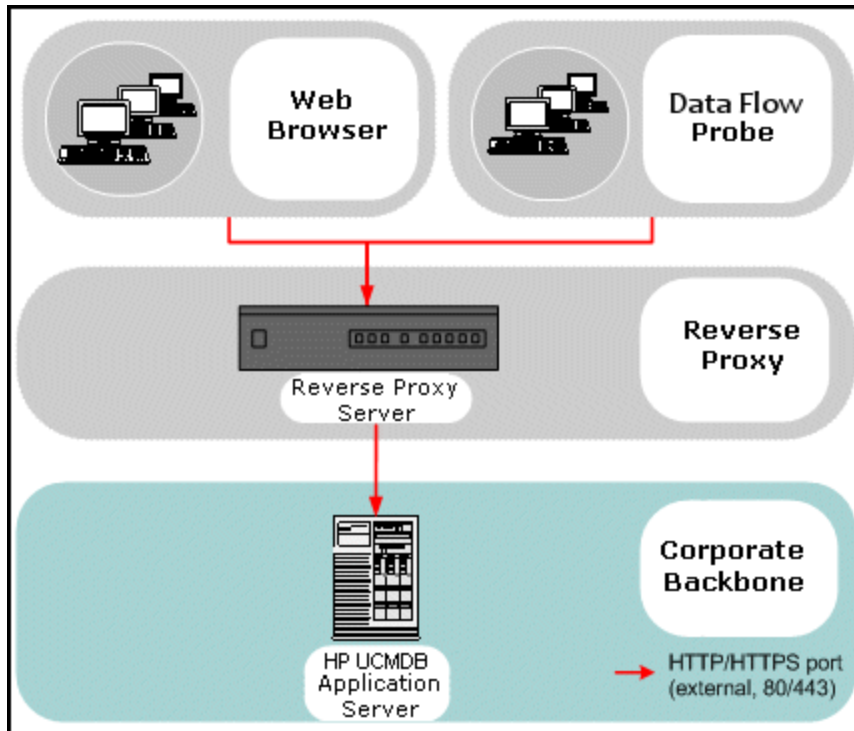 Web
Browser
Data Flow
Probe
Reverse Proxy
Server
Reverse
Proxy
HP UCMDB
Application
Server
Corporate
Backbone
HTTP/HTTPS port
(external, 80/443)